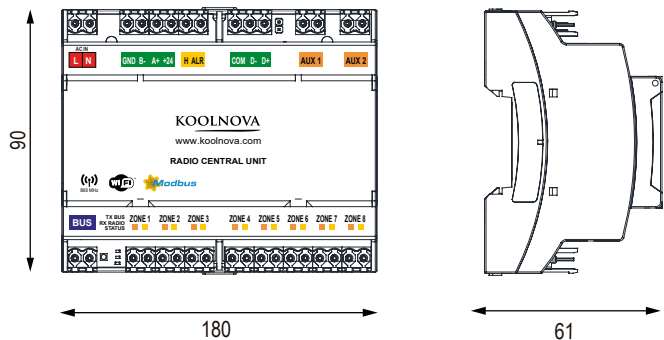 AC IN
L N GND B- A+ +24 H ALR COM D- D+ AUX 1 AUX 2
KOOLNOVA
www.koolnova.com
RADIO CENTRAL UNIT
868 MHz WiFi Modbus
BUS TX BUS ZONE 1 ZONE 2 ZONE 3 ZONE 4 ZONE 5 ZONE 6 ZONE 7 ZONE 8
RX RADIO
STATUS
90
180
61